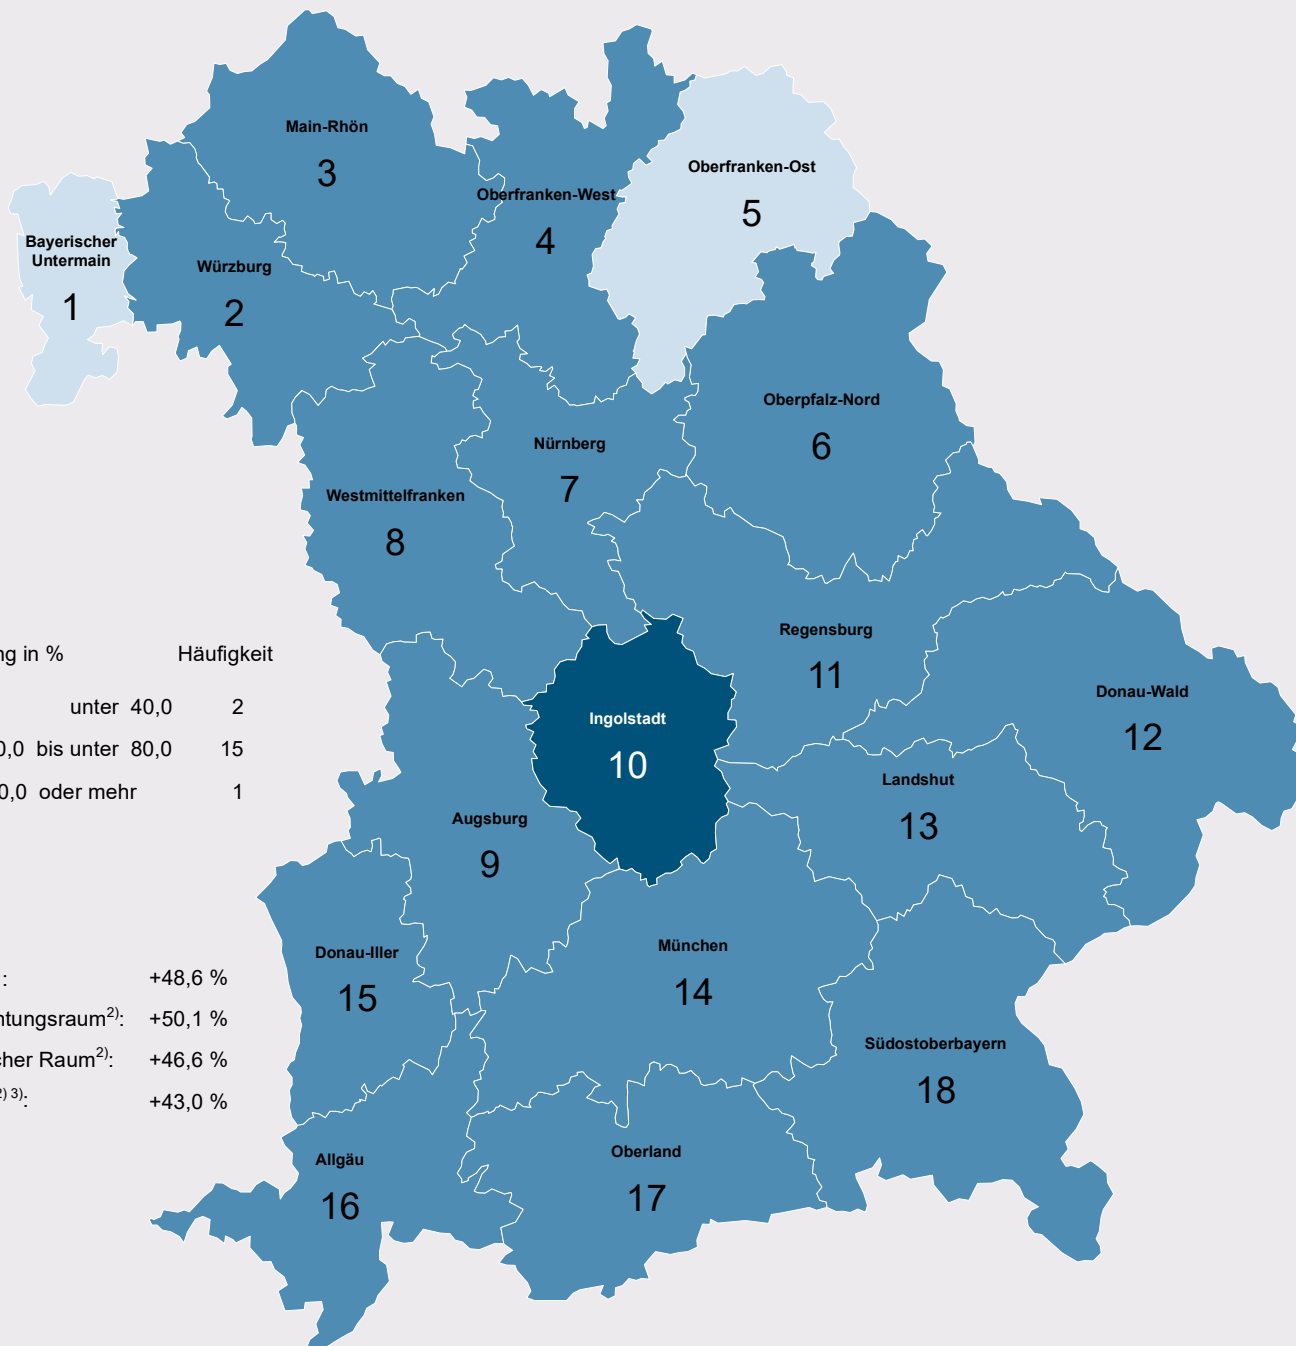 Main-Rhön
3
Oberfranken-Ost
5
Oberfranken-West
4
Bayerischer
Untermain
1
Würzburg
2
Oberpfalz-Nord
6
Nürnberg
7
Westmittelfranken
8
Regensburg
11
Donau-Wald
12
Ingolstadt
10
Landshut
13
Augsburg
9
ng in % Häufigkeit
unter 40,0 2
0,0 bis unter 80,0 15
0,0 oder mehr 1
München
14
Donau-Iller
15
: +48,6 %
htungsraum2): +50,1 %
cher Raum2): +46,6 %
2) 3): +43,0 %
Südostoberbayern
18
Oberland
17
Allgäu
16